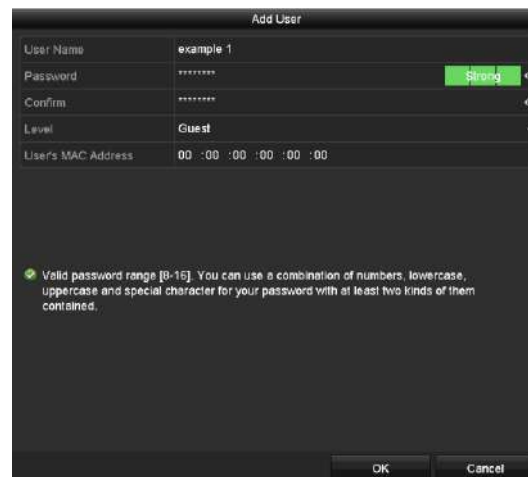 Add User
User Name example 1
Password ******** Strong
Confirm ********
Level Guest
User's MAC Address 00 :00 :00 :00 :00 :00
Valid password range [8-16]. You can use a combination of numbers, lowercase,
uppercase and special character for your password with at least two kinds of them
contained.
OK Cancel